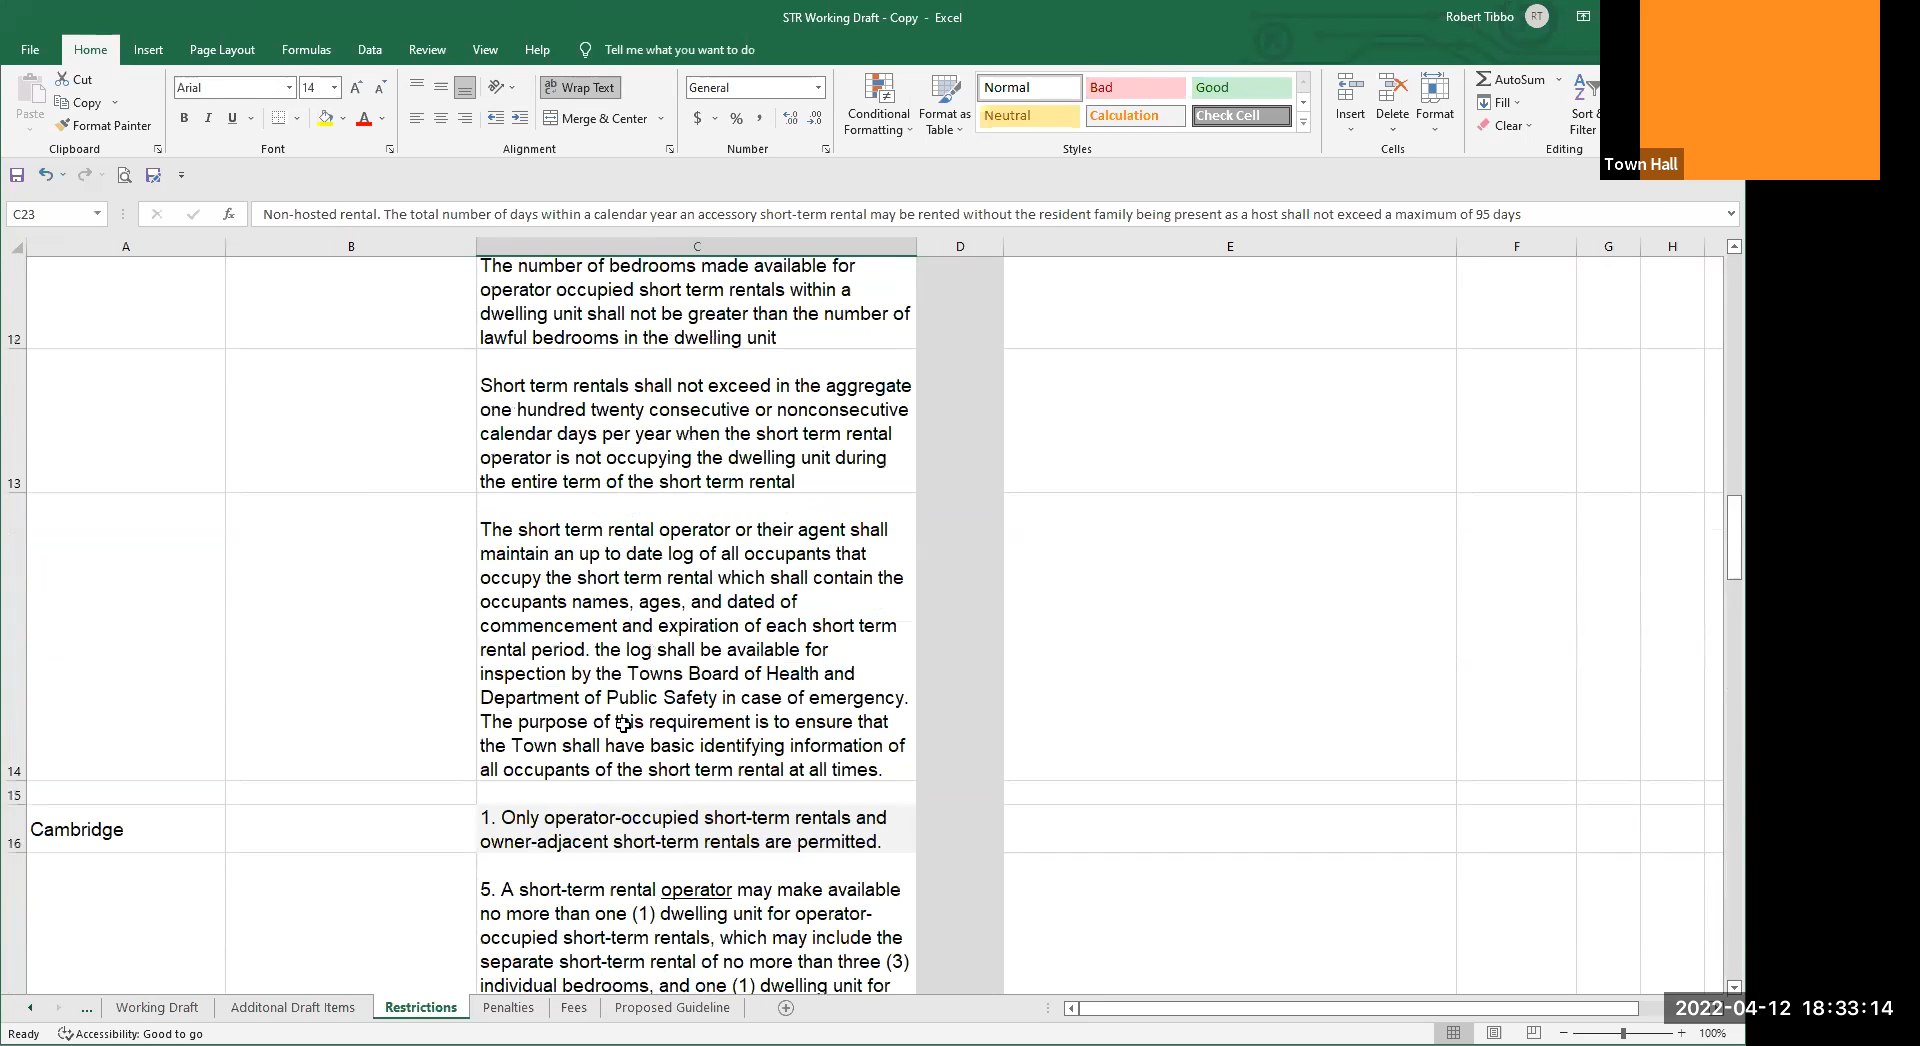 STR Working Draft - Copy - Excel
Robert Tibbo RT
File Home Insert Page Layout Formulas Data Review View Help Tell me what you want to do
Paste
Cut
Copy
Format Painter
Clipboard
Arial 14
B I U
Font
ab Wrap Text
Merge & Center
Alignment
General
$ %
Number
Conditional Formatting
Format as Table
Normal Bad Good
Neutral Calculation Check Cell
Styles
Insert Delete Format
Cells
AutoSum
Fill
Clear
Sort &
Filter
Editing
Town Hall
C23
fx
Non-hosted rental. The total number of days within a calendar year an accessory short-term rental may be rented without the resident family being present as a host shall not exceed a maximum of 95 days
A B C D E F G H
The number of bedrooms made available for
operator occupied short term rentals within a
dwelling unit shall not be greater than the number of
lawful bedrooms in the dwelling unit
12
Short term rentals shall not exceed in the aggregate
one hundred twenty consecutive or nonconsecutive
calendar days per year when the short term rental
operator is not occupying the dwelling unit during
the entire term of the short term rental
13
The short term rental operator or their agent shall
maintain an up to date log of all occupants that
occupy the short term rental which shall contain the
occupants names, ages, and dated of
commencement and expiration of each short term
rental period. the log shall be available for
inspection by the Towns Board of Health and
Department of Public Safety in case of emergency.
The purpose of this requirement is to ensure that
the Town shall have basic identifying information of
all occupants of the short term rental at all times.
14
15
Cambridge
1. Only operator-occupied short-term rentals and
owner-adjacent short-term rentals are permitted.
16
5. A short-term rental operator may make available
no more than one (1) dwelling unit for operator-
occupied short-term rentals, which may include the
separate short-term rental of no more than three (3)
individual bedrooms, and one (1) dwelling unit for
... Working Draft Additonal Draft Items Restrictions Penalties Fees Proposed Guideline
2022-04-12 18:33:14
Ready Accessibility: Good to go
100%